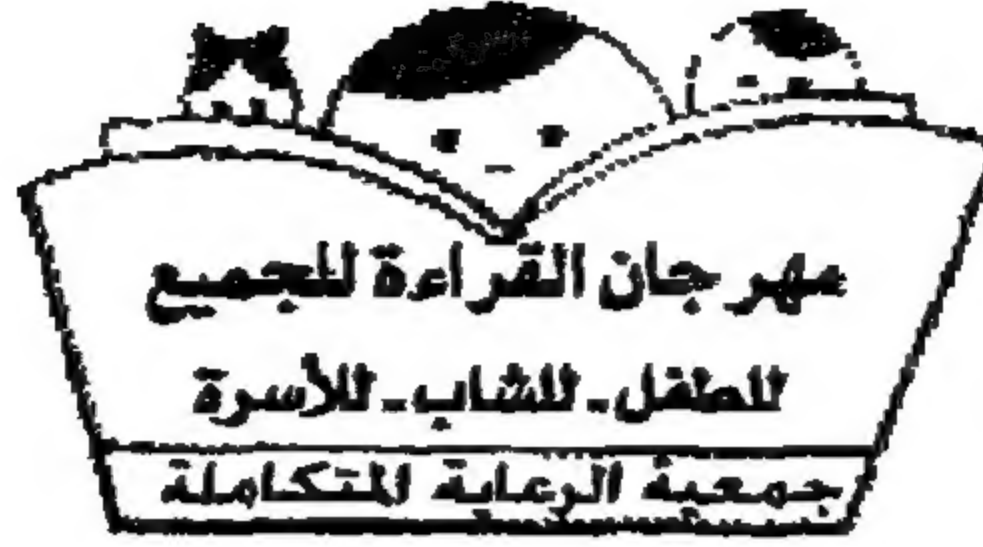 مهرجان القراءة للجميع
للطفل - للشاب - للأسرة
جمعية الرعاية المتكاملة